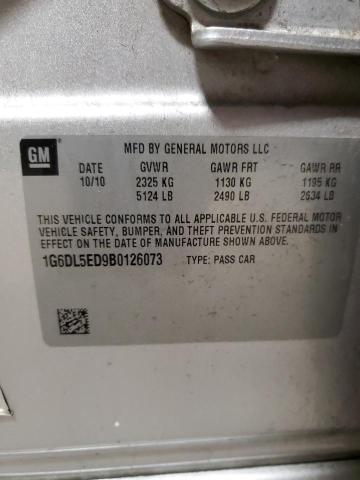 GM
MFD BY GENERAL MOTORS LLC
DATE GVWR GAWR FRT GAWR RR
10/10 2325 KG 1130 KG 1195 KG
5124 LB 2490 LB 2634 LB
THIS VEHICLE CONFORMS TO ALL APPLICABLE U.S. FEDERAL MOTOR
VEHICLE SAFETY, BUMPER, AND THEFT PREVENTION STANDARDS IN
EFFECT ON THE DATE OF MANUFACTURE SHOWN ABOVE.
1G6DL5ED9B0126073 TYPE: PASS CAR